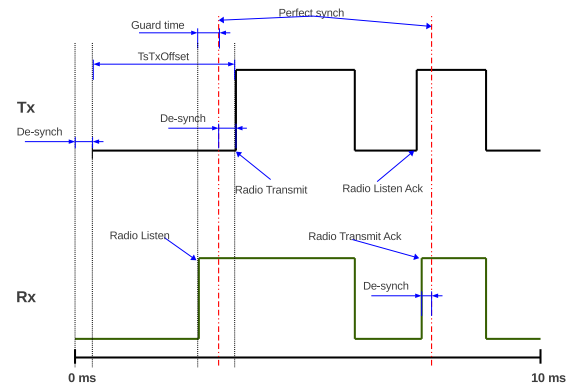 Perfect synch
Guard time
TsTxOffset
Tx
De-synch
De-synch
Radio Transmit
Radio Listen Ack
Radio Listen
Radio Transmit Ack
De-synch
Rx
0 ms
10 ms